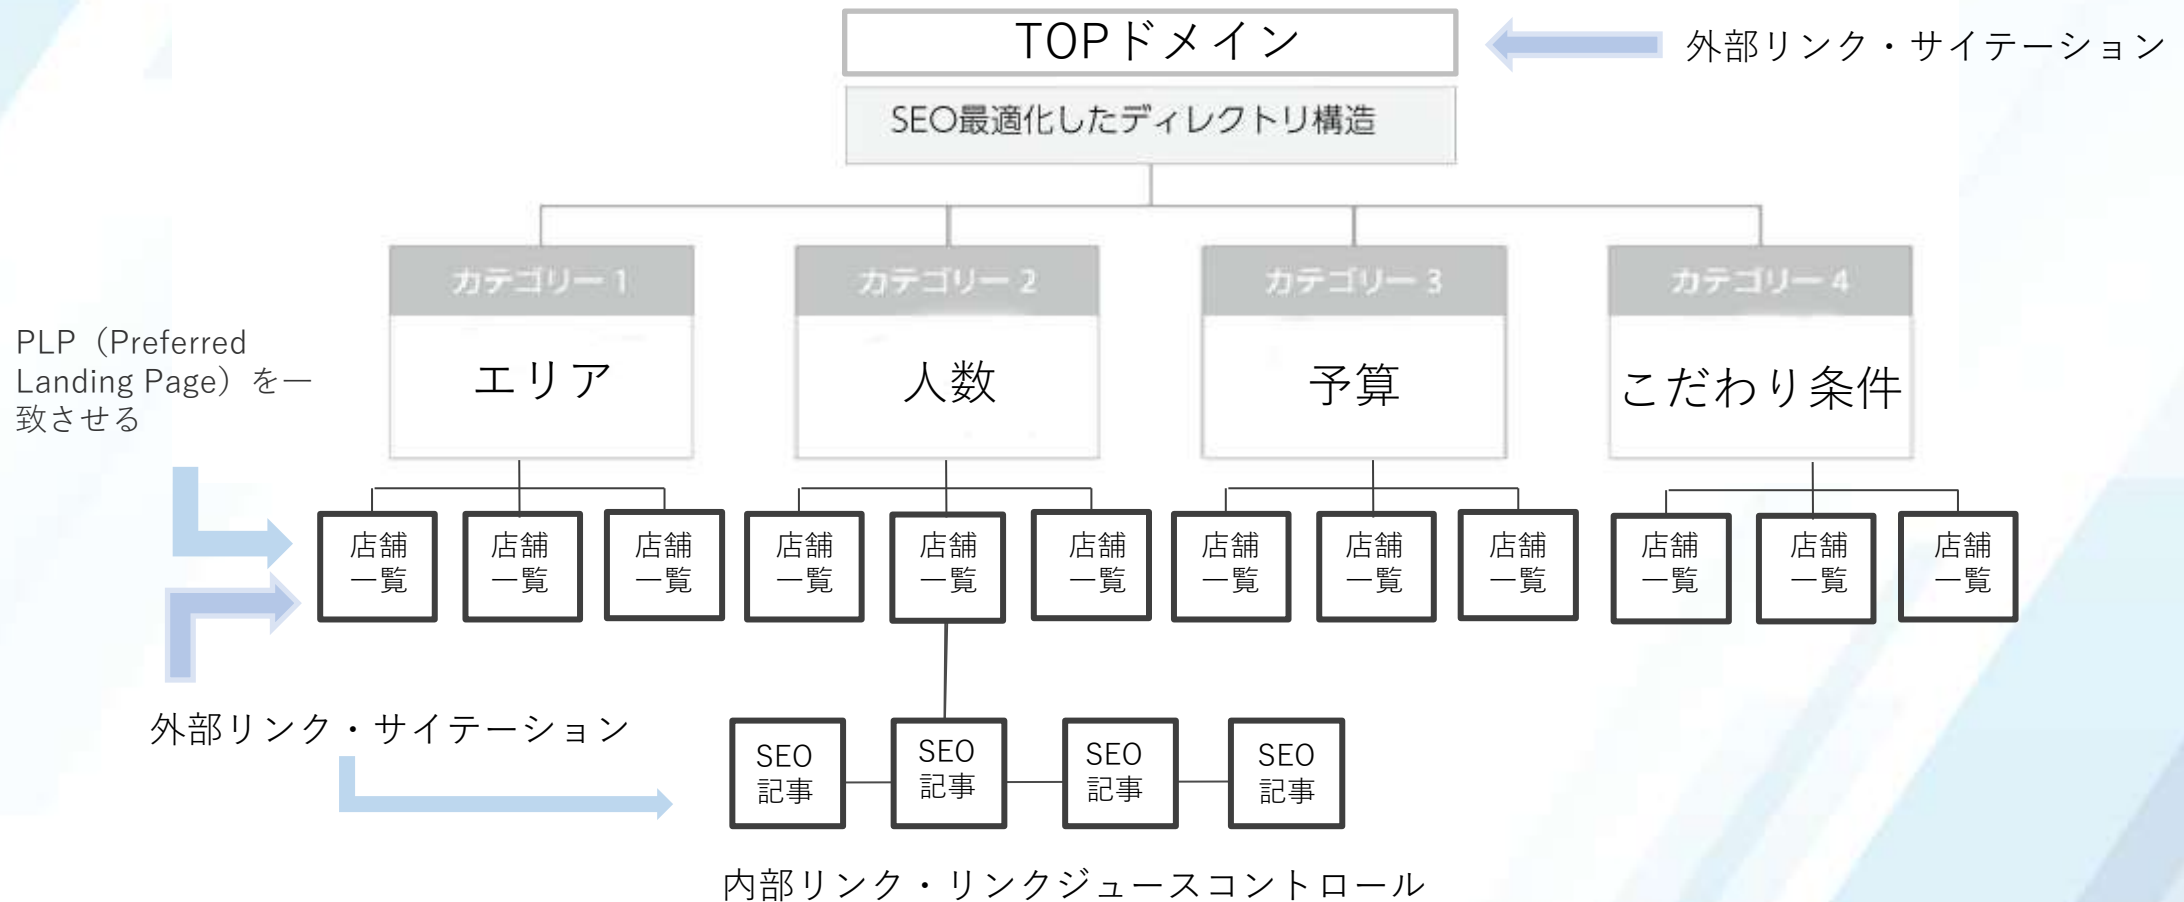 TOPドメイン
外部リンク・サイテーション
SEO最適化したディレクトリ構造
カテゴリー 1
カテゴリー 2
カテゴリー 3
カテゴリー 4
エリア
人数
予算
こだわり条件
PLP（Preferred
Landing Page）を一
致させる
店舗
一覧
店舗
一覧
店舗
一覧
店舗
一覧
店舗
一覧
店舗
一覧
店舗
一覧
店舗
一覧
店舗
一覧
店舗
一覧
店舗
一覧
店舗
一覧
外部リンク・サイテーション
SEO
記事
SEO
記事
SEO
記事
SEO
記事
内部リンク・リンクジュースコントロール